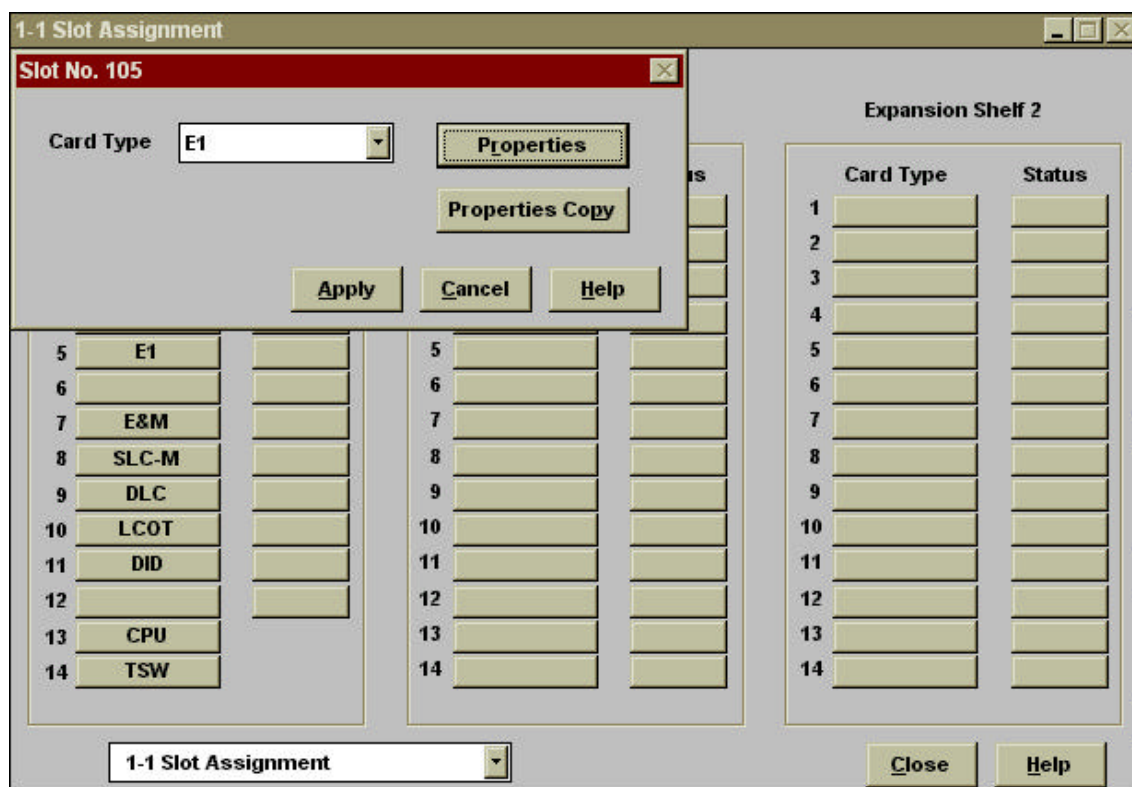 1-1 Slot Assignment
Slot No. 105
Card Type E1 Properties
Properties Copy
Apply Cancel Help
Expansion Shelf 2
Card Type Status
1
2
3
4
5 E1 5 5
6 6 6
7 E&M 7 7
8 SLC-M 8 8
9 DLC 9 9
10 LCOT 10 10
11 DID 11 11
12 12 12
13 CPU 13 13
14 TSW 14 14
1-1 Slot Assignment Close Help